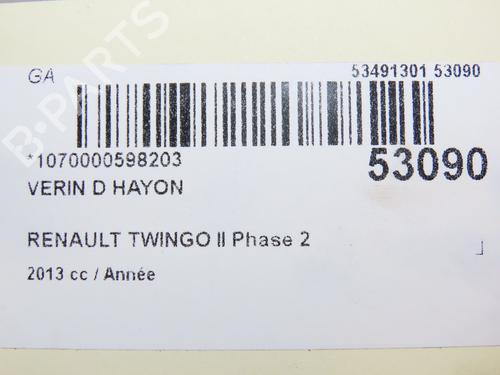 GA
53491301 53090
*1070000598203
53090
VERIN D HAYON
RENAULT TWINGO II Phase 2
2013 cc / Année
B-PARTS